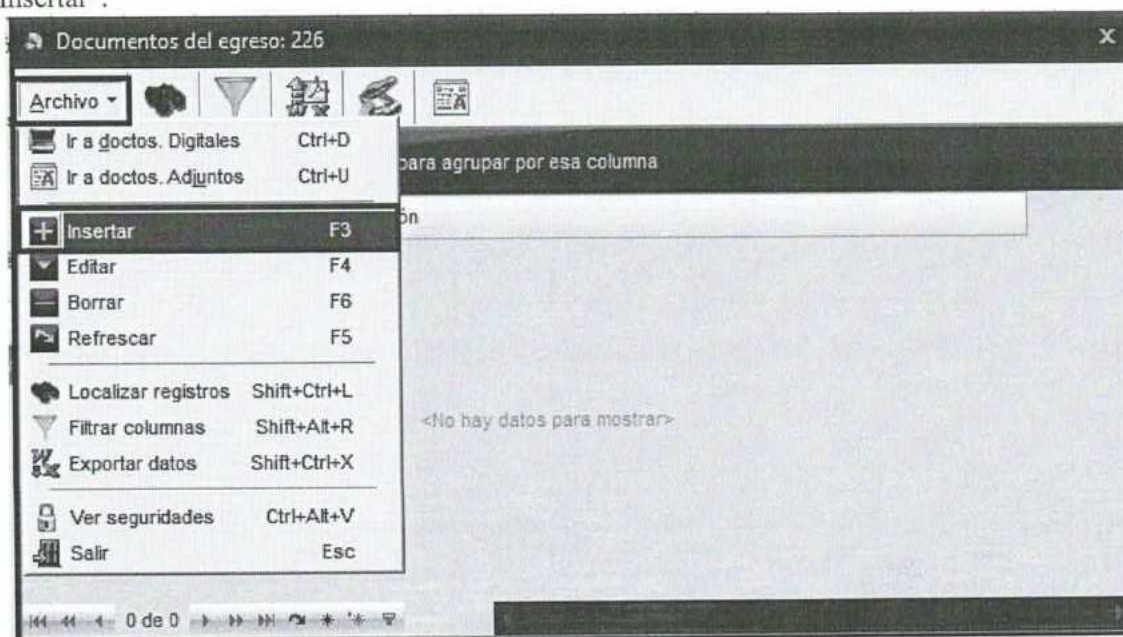 Insertar".
Documentos del egreso: 226
Archivo
Ir a doctos. Digitales Ctrl+D
Ir a doctos. Adjuntos Ctrl+U
para agrupar por esa columna
Insertar F3
ón
Editar F4
Borrar F6
Refrescar F5
Localizar registros Shift+Ctrl+L
Filtrar columnas Shift+Alt+R
<No hay datos para mostrar>
Exportar datos Shift+Ctrl+X
Ver seguridades Ctrl+Alt+V
Salir Esc
0 de 0